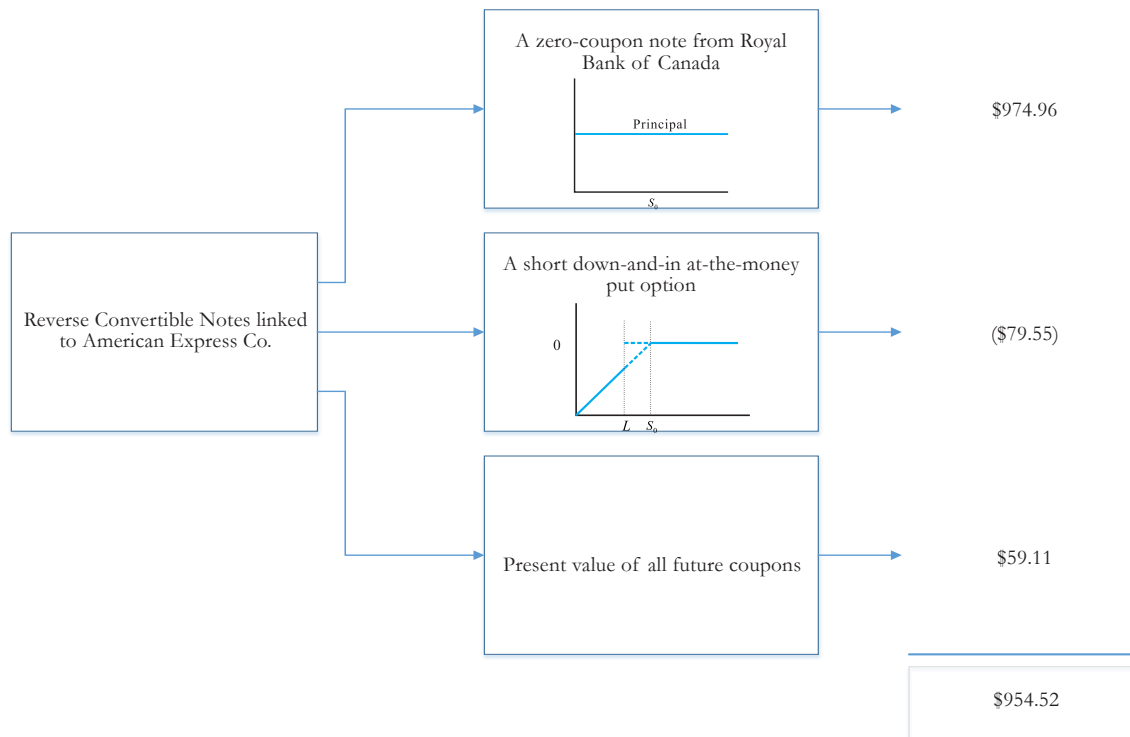 A zero-coupon note from Royal
Bank of Canada
Principal
S₀
$974.96
Reverse Convertible Notes linked
to American Express Co.
A short down-and-in at-the-money
put option
0
L S₀
($79.55)
Present value of all future coupons
$59.11
$954.52